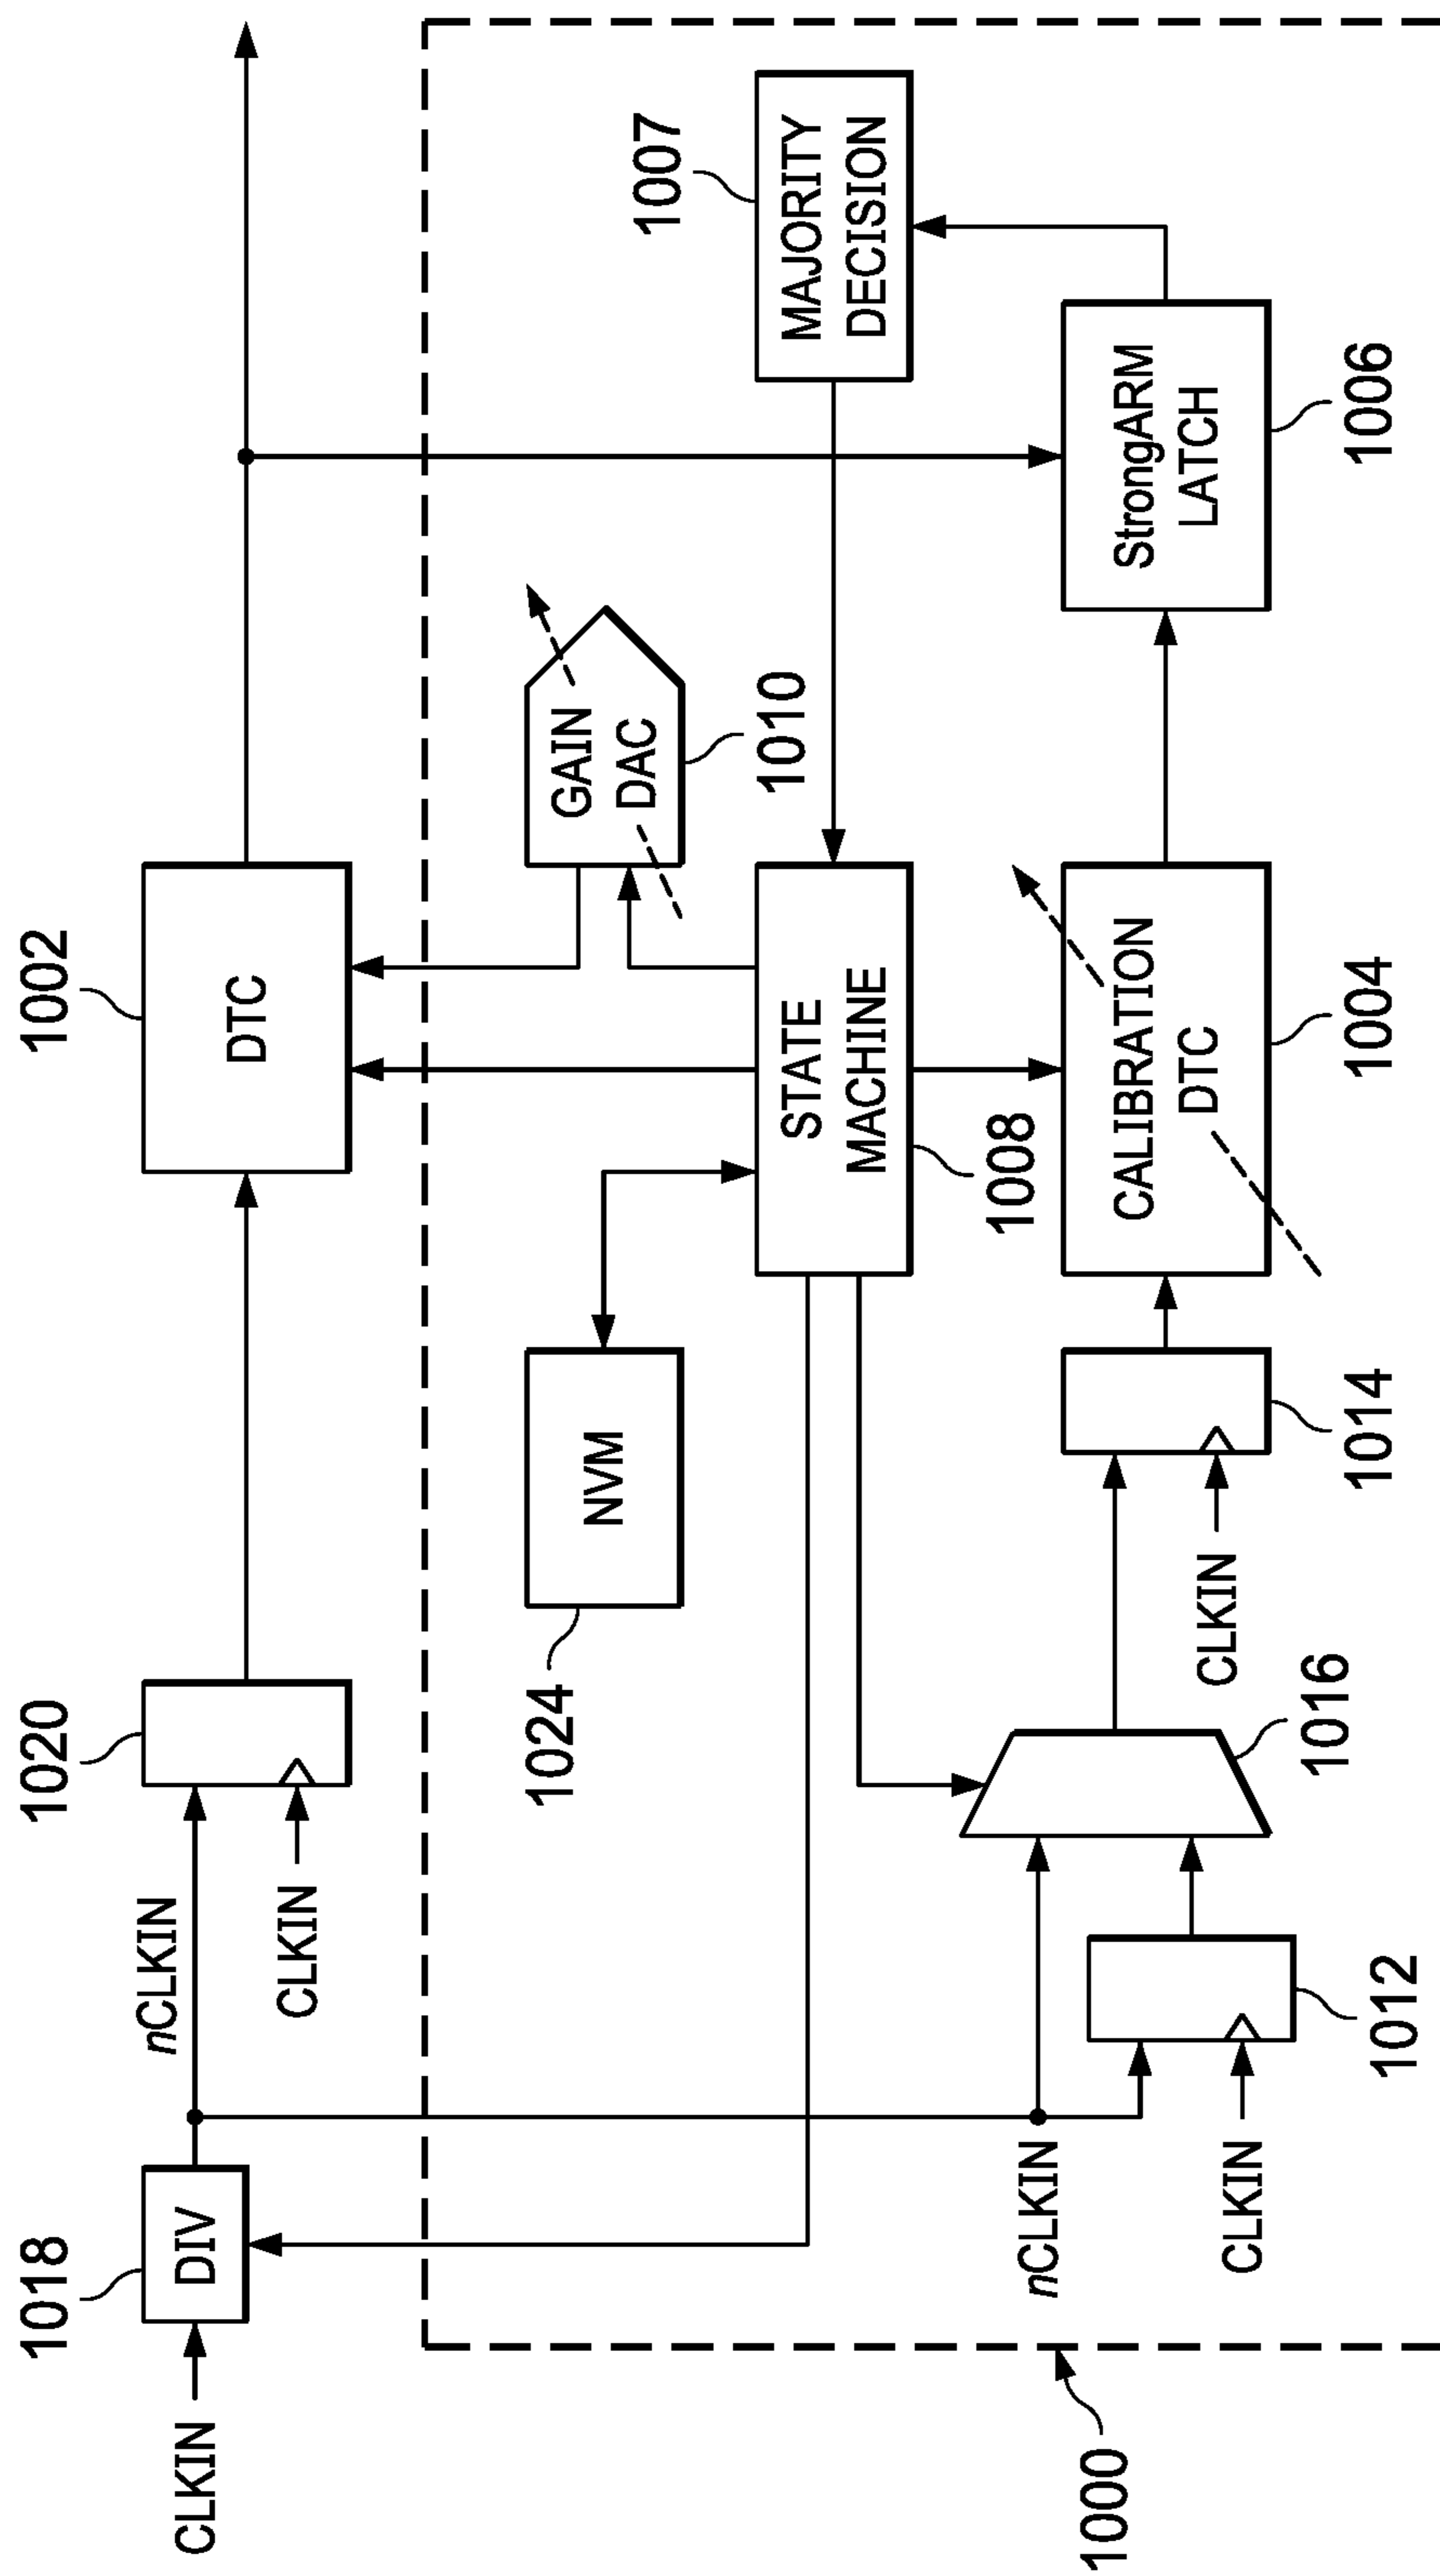 1018
CLKIN
DIV
nCLKIN
CLKIN
1020
1002
DTC
1024
NVM
GAIN
DAC
1010
1007
MAJORITY
DECISION
STATE
MACHINE
1008
1000
nCLKIN
CLKIN
1012
1016
CLKIN
1014
CALIBRATION
DTC
1004
StrongARM
LATCH
1006